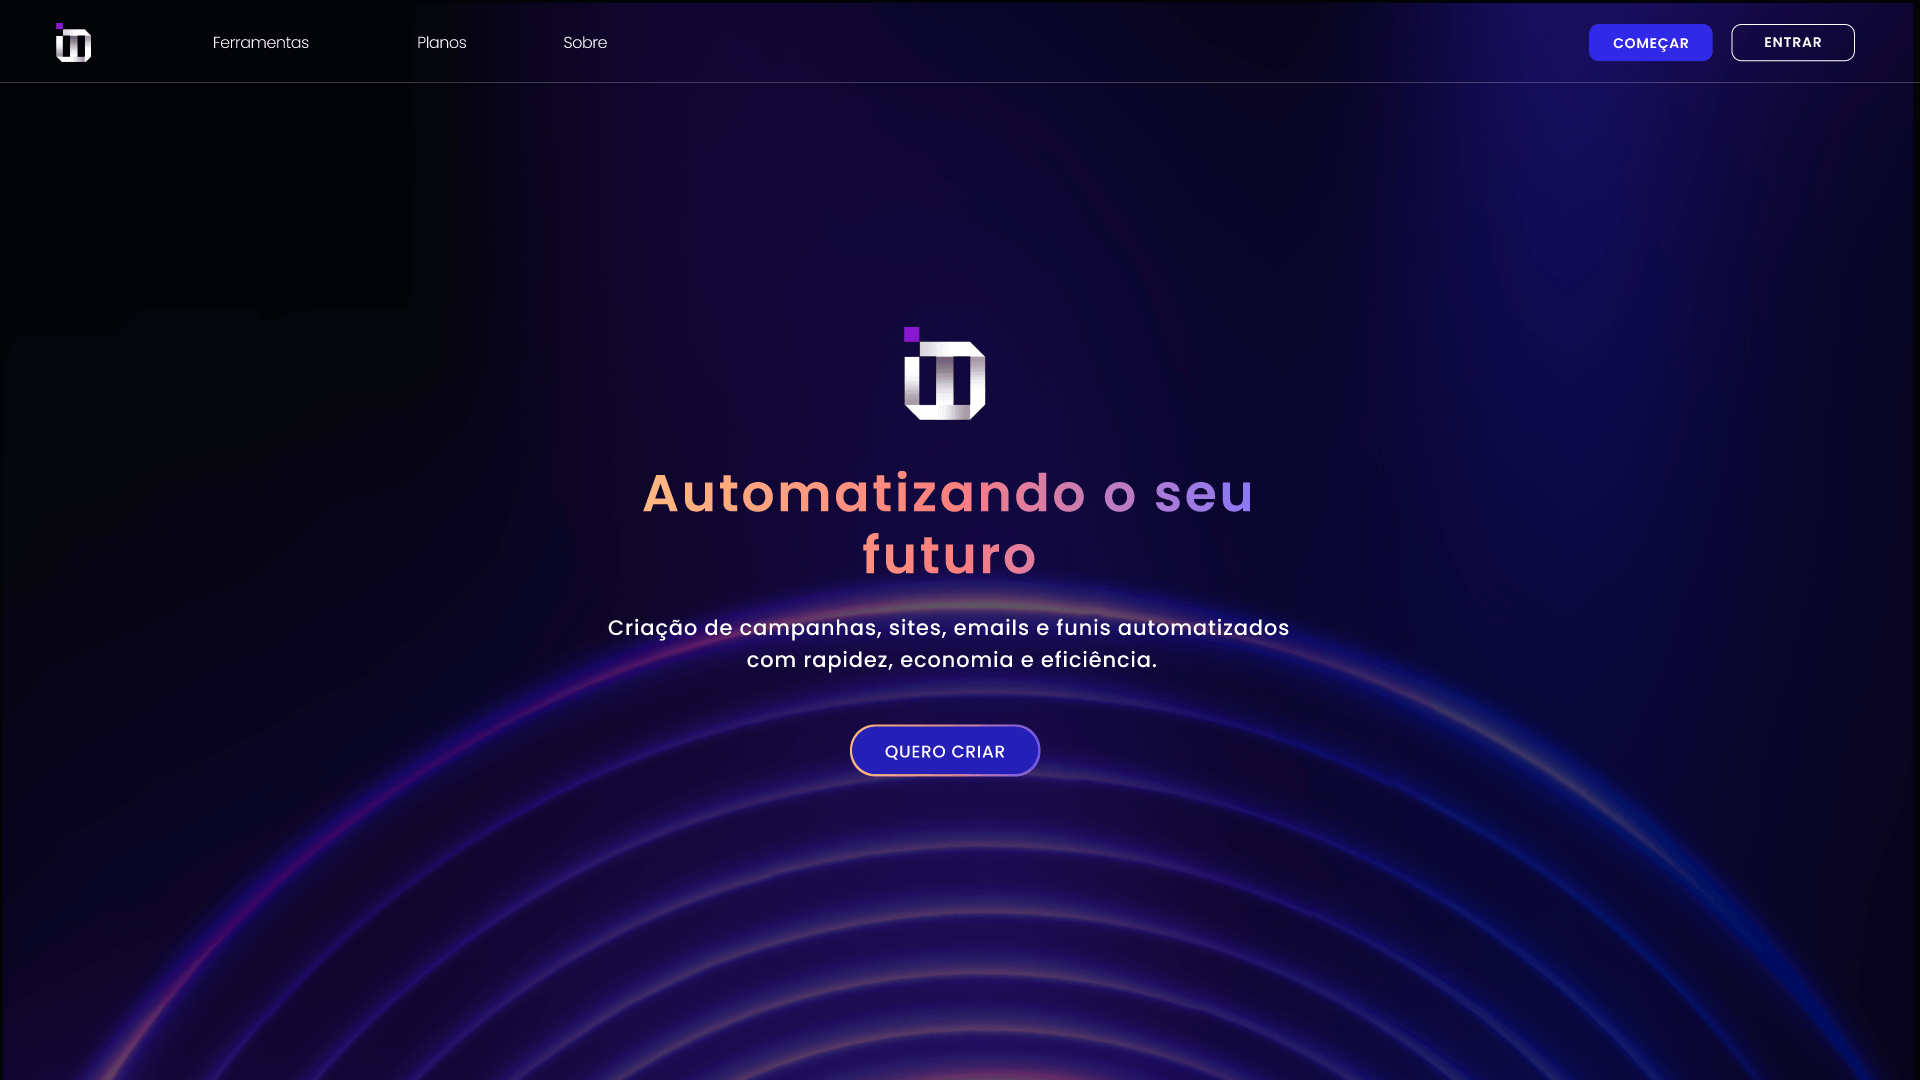 Ferramentas
Planos
Sobre
COMEÇAR
ENTRAR
Automatizando o seu
futuro
Criação de campanhas, sites, emails e funis automatizados
com rapidez, economia e eficiência.
QUERO CRIAR